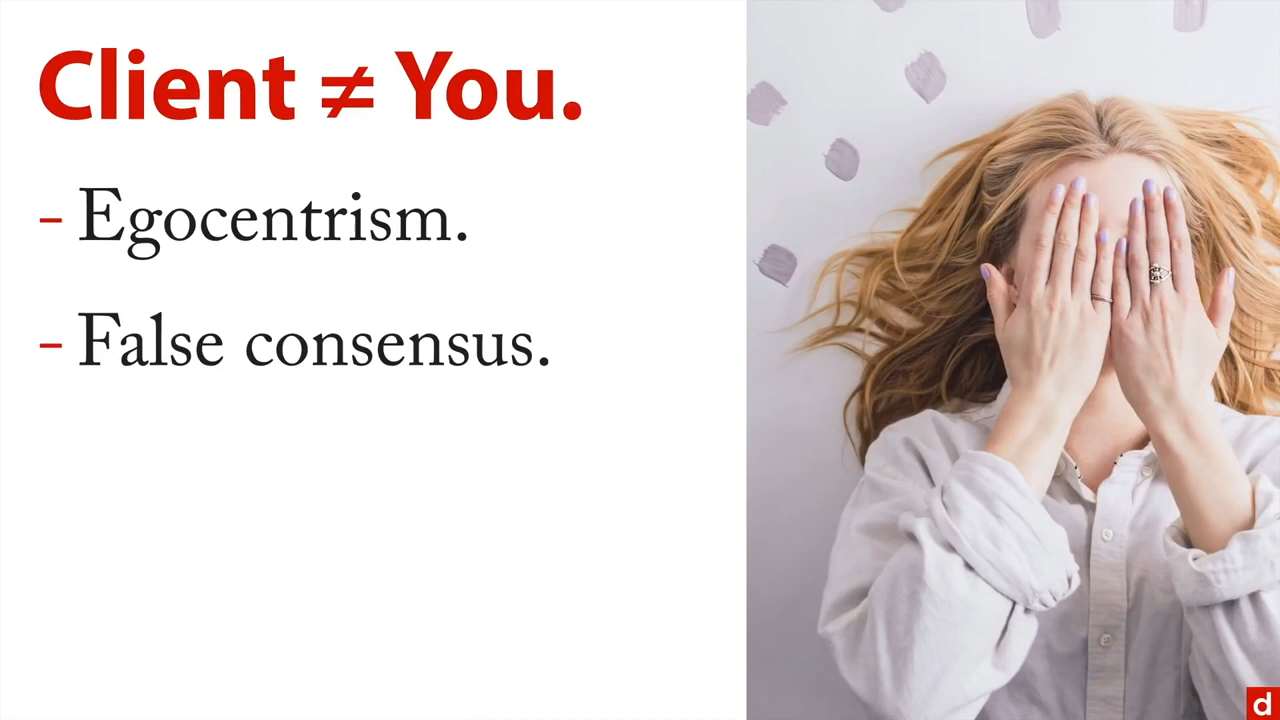 Client ≠ You.
- Egocentrism.
- False consensus.
d